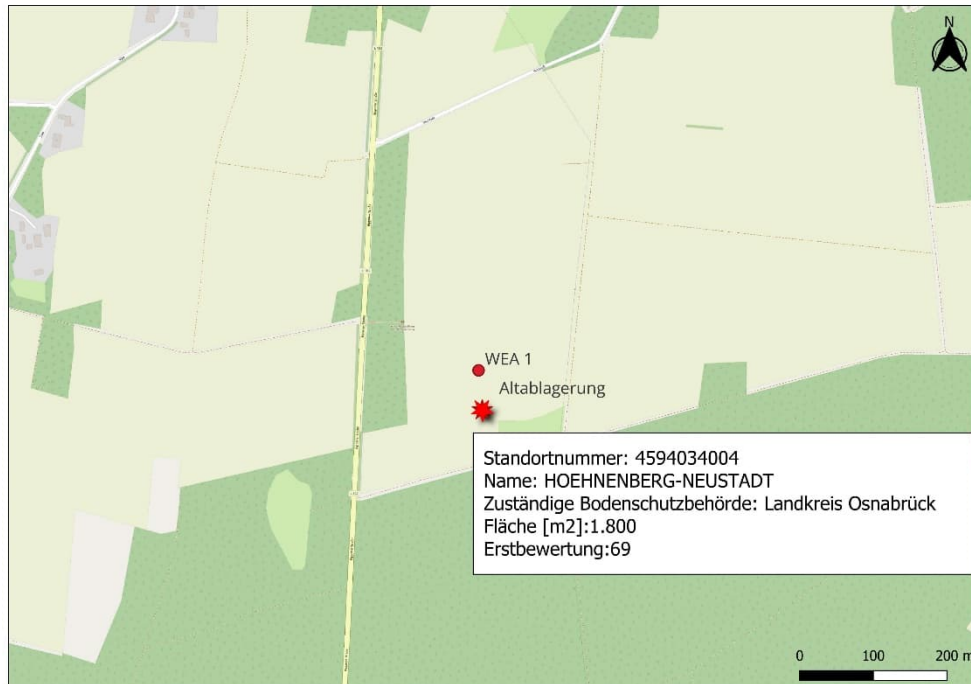 N
WEA 1
Altablagerung
Standortnummer: 4594034004
Name: HOEHNENBERG-NEUSTADT
Zuständige Bodenschutzbehörde: Landkreis Osnabrück
Fläche [m2]:1.800
Erstbewertung:69
0 100 200 m